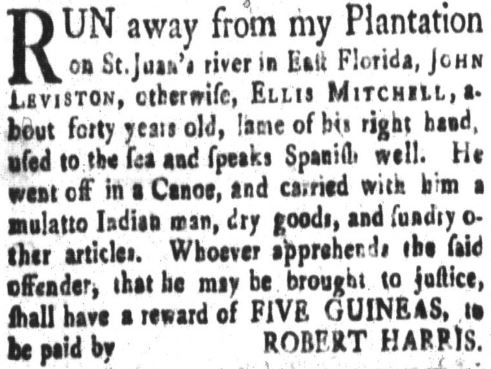 RUN away from my Plantation
on St. Juan's river in East Florida, JOHN
LEVISTON, otherwiſe, ELLIS MITCHELL, a-
bout forty years old, lame of his right hand,
uſed to the ſea and ſpeaks Spaniſh well. He
went off in a Canoe, and carried with him a
mulatto Indian man, dry goods, and ſundry o-
ther articles. Whoever apprehends the ſaid
offender, that he may be brought to juſtice,
ſhall have a reward of FIVE GUINEAS, to
be paid by ROBERT HARRIS.